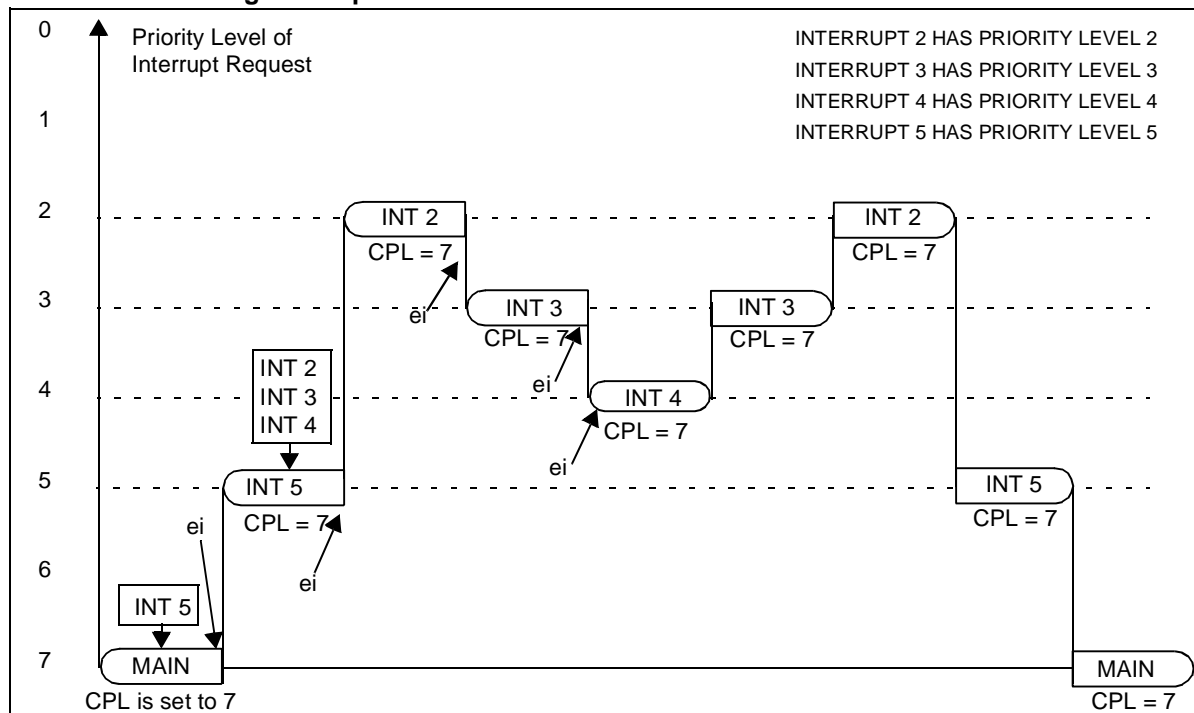 0
Priority Level of
Interrupt Request
INTERRUPT 2 HAS PRIORITY LEVEL 2
INTERRUPT 3 HAS PRIORITY LEVEL 3
INTERRUPT 4 HAS PRIORITY LEVEL 4
INTERRUPT 5 HAS PRIORITY LEVEL 5
1
2
INT 2
CPL = 7
INT 2
CPL = 7
ei
3
INT 3
CPL = 7
INT 3
CPL = 7
ei
INT 2
INT 3
INT 4
4
INT 4
CPL = 7
ei
5
INT 5
CPL = 7
INT 5
CPL = 7
ei
ei
6
INT 5
7
MAIN
CPL is set to 7
MAIN
CPL = 7